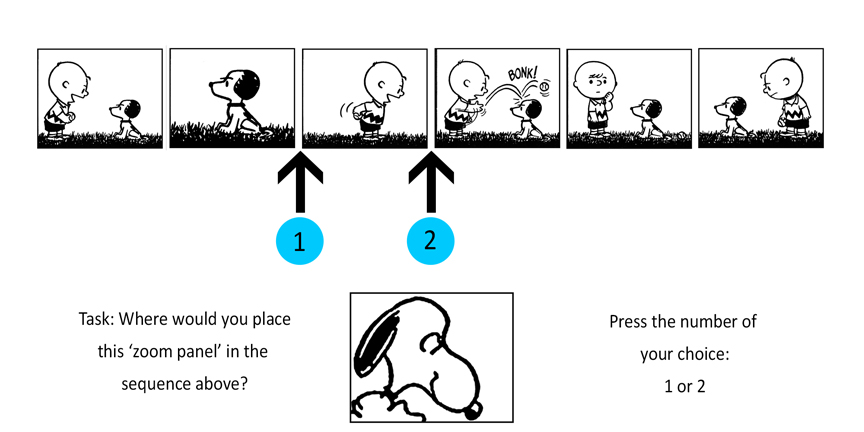 BONK!
1
2
Task: Where would you place
this ‘zoom panel’ in the
sequence above?
Press the number of
your choice:
1 or 2